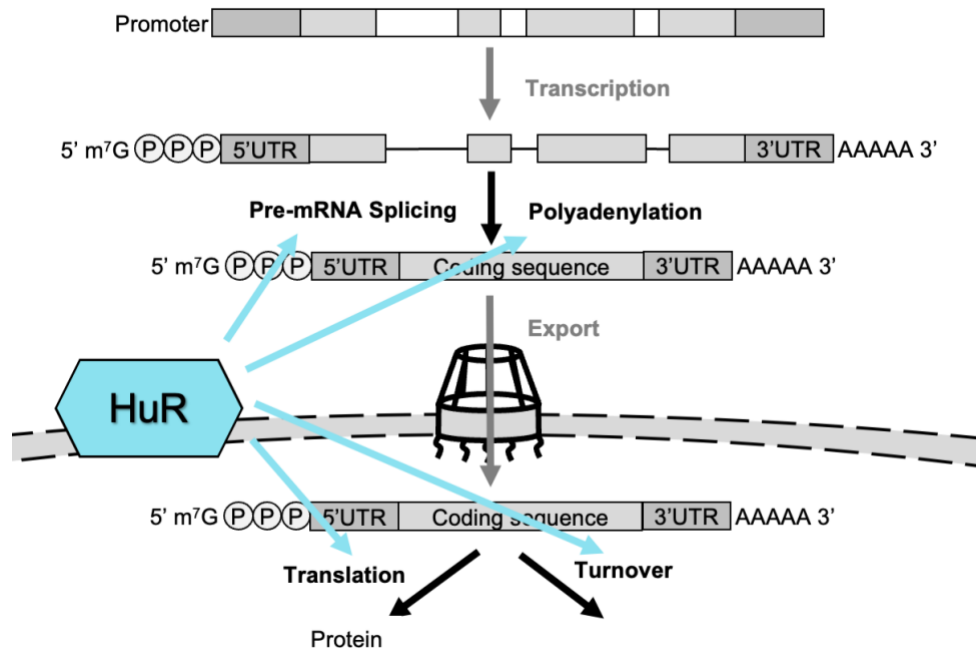 Promoter
Transcription
5’ m⁷G P P P 5’UTR 3’UTR AAAAA 3’
Pre-mRNA Splicing Polyadenylation
5’ m⁷G P P P 5’UTR Coding sequence 3’UTR AAAAA 3’
Export
HuR
5’ m⁷G P P P 5’UTR Coding sequence 3’UTR AAAAA 3’
Translation Turnover
Protein